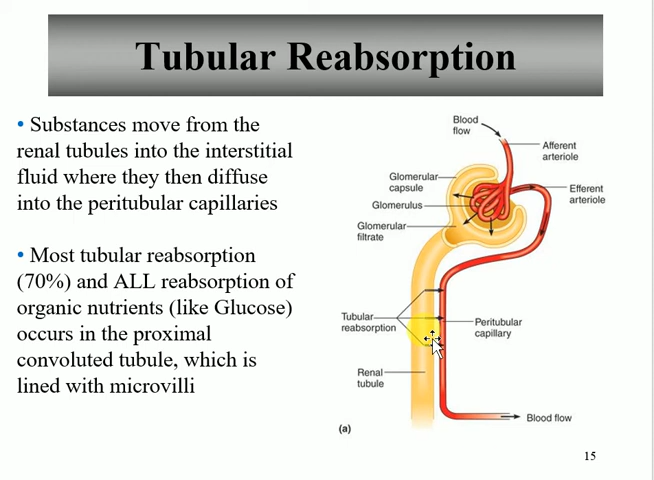 Tubular Reabsorption
• Substances move from the
renal tubules into the interstitial
fluid where they then diffuse
into the peritubular capillaries
• Most tubular reabsorption
(70%) and ALL reabsorption of
organic nutrients (like Glucose)
occurs in the proximal
convoluted tubule, which is
lined with microvilli
Blood
flow
Afferent
arteriole
Glomerular
capsule
Efferent
arteriole
Glomerulus
Glomerular
filtrate
Tubular
reabsorption
Peritubular
capillary
Renal
tubule
Blood flow
(a)
15